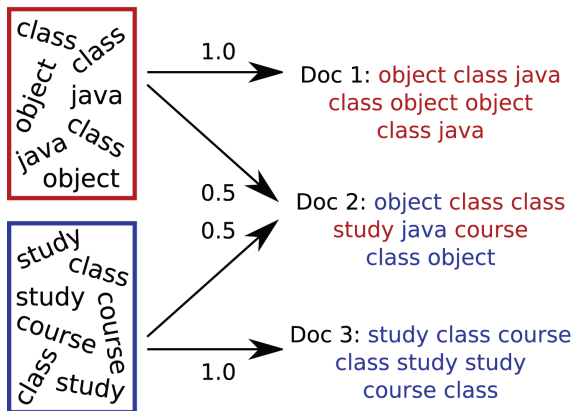 class
class
object
java
class
java
object
1.0
Doc 1: object class java
class object object
class java
0.5
0.5
Doc 2: object class class
study java course
class object
study
class
study
course
course
class
study
1.0
Doc 3: study class course
class study study
course class